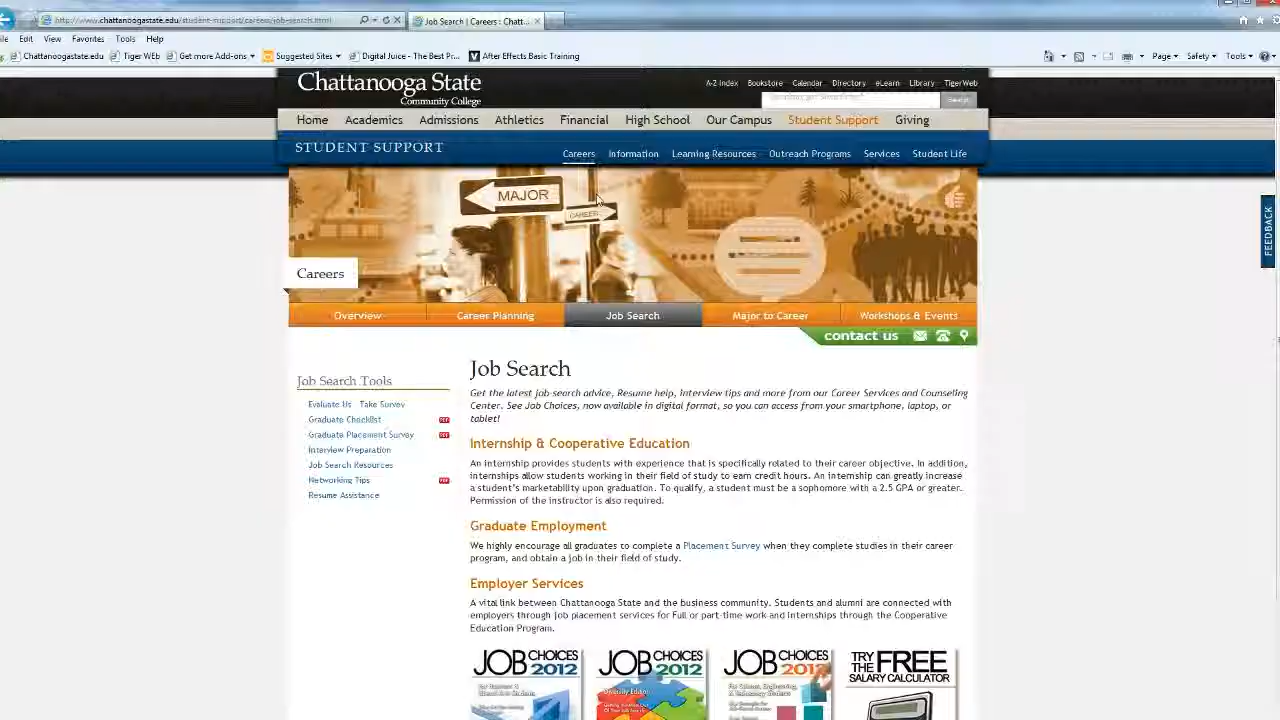 http://www.chattanoogastate.edu/student-support/careers/job-search.html
Job Search | Careers : Chatt...
Edit View Favorites Tools Help
Chattanoogastate.edu Tiger WEb Get more Add-ons Suggested Sites Digital Juice - The Best Pr... After Effects Basic Training
Page Safety Tools
Chattanooga State
Community College
A-Z Index Bookstore Calendar Directory eLearn Library TigerWeb
Home Academics Admissions Athletics Financial High School Our Campus Student Support Giving
STUDENT SUPPORT
Careers Information Learning Resources Outreach Programs Services Student Life
MAJOR
CAREER
FEEDBACK
Careers
Overview Career Planning Job Search Major to Career Workshops & Events
contact us
Job Search Tools
Evaluate Us - Take Survey
Graduate Checklist
Graduate Placement Survey
Interview Preparation
Job Search Resources
Networking Tips
Resume Assistance
Job Search
Get the latest job-search advice, Resume help, interview tips and more from our Career Services and Counseling
Center. See Job Choices, now available in digital format, so you can access from your smartphone, laptop, or
tablet!
Internship & Cooperative Education
An internship provides students with experience that is specifically related to their career objective. In addition,
internships allow students working in their field of study to earn credit hours. An internship can greatly increase
a student's marketability upon graduation. To qualify, a student must be a sophomore with a 2.5 GPA or greater.
Permission of the instructor is also required.
Graduate Employment
We highly encourage all graduates to complete a Placement Survey when they complete studies in their career
program, and obtain a job in their field of study.
Employer Services
A vital link between Chattanooga State and the business community. Students and alumni are connected with
employers through job placement services for Full or part-time work and internships through the Cooperative
Education Program.
JOB CHOICES 2012
For Business &
JOB CHOICES 2012
Diversity Edition
JOB CHOICES 2012
For Science, Engineering,
& Technology Students
TRY THE FREE
SALARY CALCULATOR